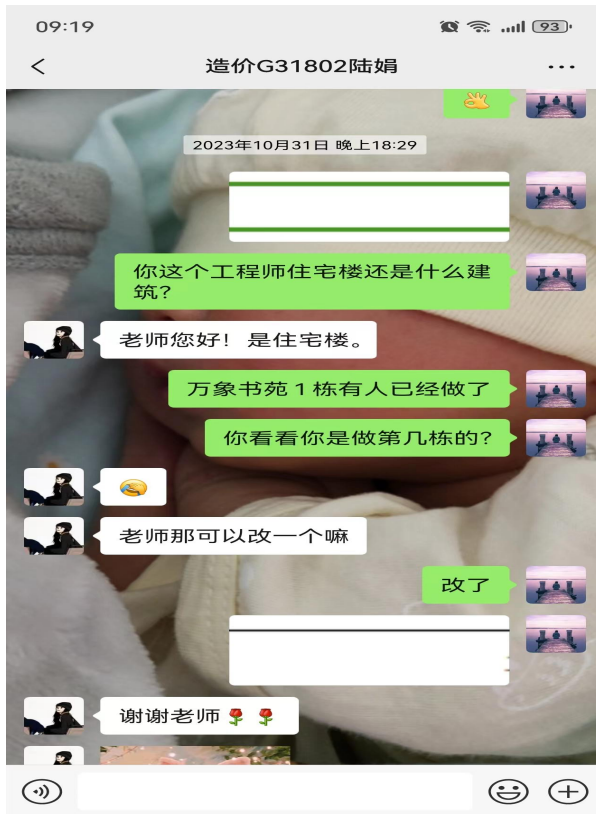 09:19
93
造价G31802陆娟
2023年10月31日 晚上18:29
你这个工程师住宅楼还是什么建
筑?
老师您好！是住宅楼。
万象书苑1栋有人已经做了
你看看你是做第几栋的?
老师那可以改一个嘛
改了
谢谢老师🌹🌹